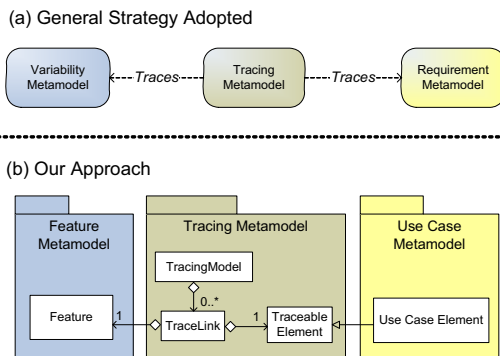 (a) General Strategy Adopted
Variability
Metamodel
Traces
Tracing
Metamodel
Traces
Requirement
Metamodel
(b) Our Approach
Feature
Metamodel
Tracing Metamodel
Use Case
Metamodel
TracingModel
0..*
Feature
1
TraceLink
1
Traceable
Element
Use Case Element